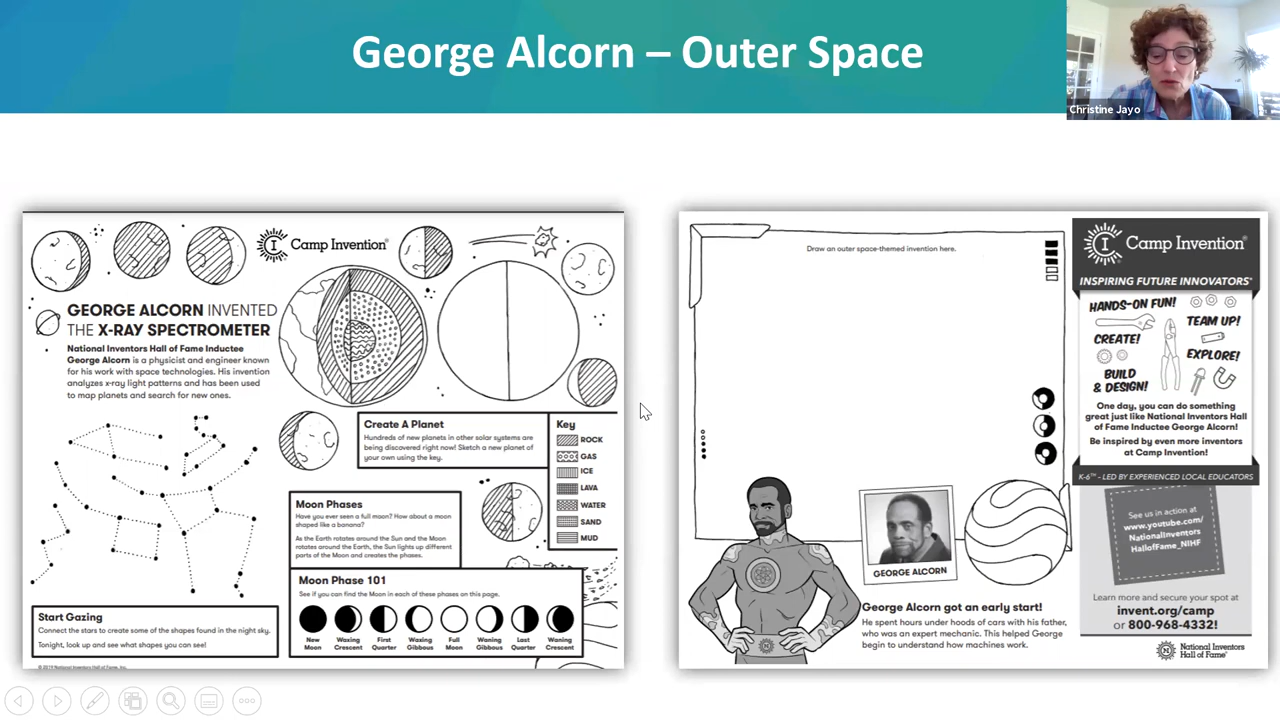 George Alcorn – Outer Space
Christine Jayo
Camp Invention®
GEORGE ALCORN INVENTED
THE X-RAY SPECTROMETER
National Inventors Hall of Fame Inductee
George Alcorn is a physicist and engineer known
for his work with space technologies. His invention
analyzes x-ray light patterns and has been used
to map planets and search for new ones.
Create A Planet
Hundreds of new planets in other solar systems are
being discovered right now! Sketch a new planet of
your own using the key.
Key
ROCK
GAS
ICE
LAVA
WATER
SAND
MUD
Moon Phases
Have you ever seen a full moon? How about a moon
shaped like a banana?
As the Earth rotates around the Sun and the Moon
rotates around the Earth, the Sun lights up different
parts of the Moon and creates the phases.
Moon Phase 101
See if you can find the Moon in each of these phases on this page.
New Moon
Waxing Crescent
First Quarter
Waxing Gibbous
Full Moon
Waning Gibbous
Last Quarter
Waning Crescent
Start Gazing
Connect the stars to create some of the shapes found in the night sky.
Tonight, look up and see what shapes you can see!
© 2019 National Inventors Hall of Fame, Inc.
Draw an outer space-themed invention here.
GEORGE ALCORN
George Alcorn got an early start!
He spent hours under hoods of cars with his father,
who was an expert mechanic. This helped George
begin to understand how machines work.
Camp Invention®
INSPIRING FUTURE INNOVATORS
HANDS-ON FUN!
TEAM UP!
CREATE!
EXPLORE!
BUILD
& DESIGN!
One day, you can do something
great just like National Inventors Hall
of Fame Inductee George Alcorn!
Be inspired by even more inventors
at Camp Invention!
K-6TH - LED BY EXPERIENCED LOCAL EDUCATORS
See us in action at
www.youtube.com/
NationalInventors
HallofFame_NIHF
Learn more and secure your spot at
invent.org/camp
or 800-968-4332!
National Inventors
Hall of Fame®